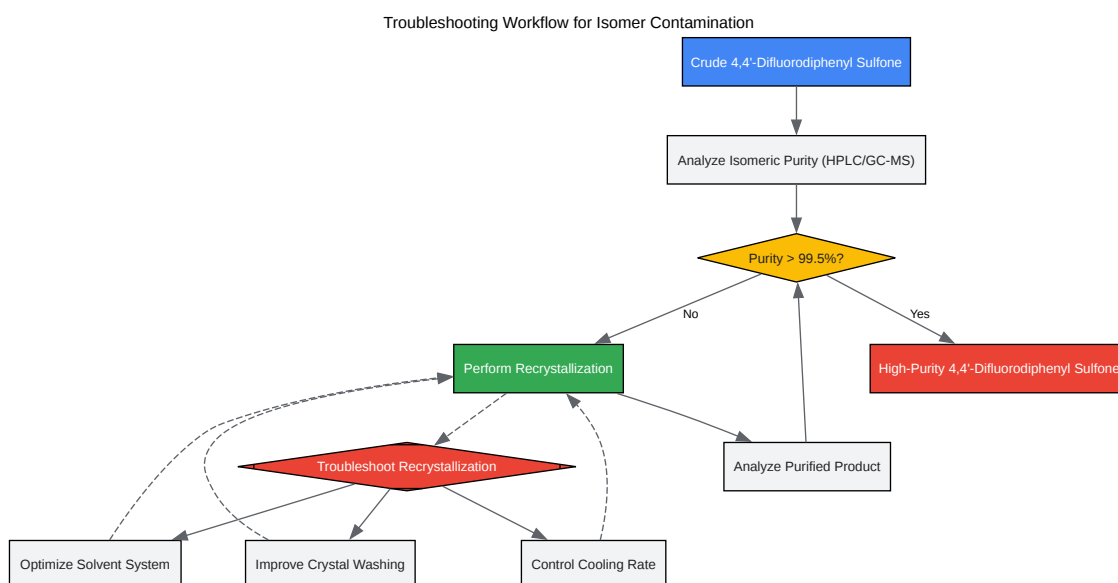 Troubleshooting Workflow for Isomer Contamination
Crude 4,4'-Difluorodiphenyl Sulfone
Analyze Isomeric Purity (HPLC/GC-MS)
Purity > 99.5%?
No
Yes
Perform Recrystallization
High-Purity 4,4'-Difluorodiphenyl Sulfone
Troubleshoot Recrystallization
Analyze Purified Product
Optimize Solvent System
Improve Crystal Washing
Control Cooling Rate